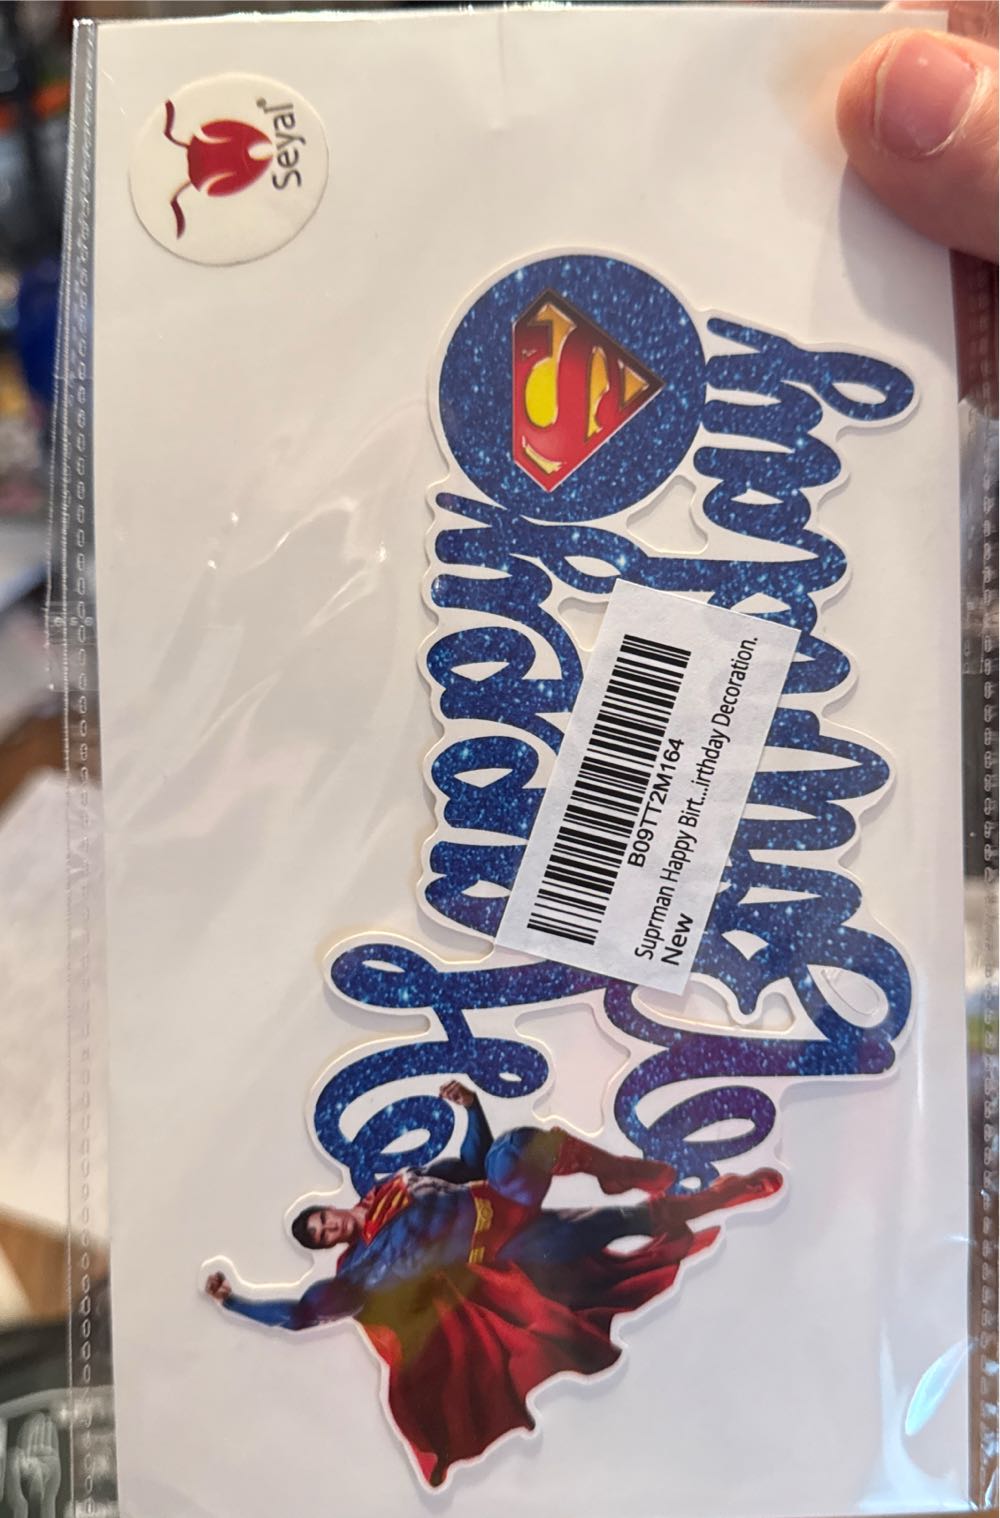 Seyal®
S
Happy
Birthday
B09TT2M164
Suprman Happy Birt...irthday Decoration.
New